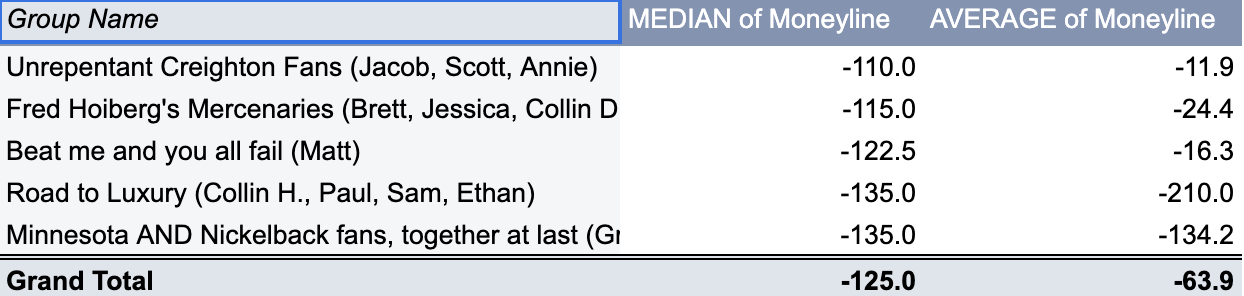 Group Name MEDIAN of Moneyline AVERAGE of Moneyline
Unrepentant Creighton Fans (Jacob, Scott, Annie) -110.0 -11.9
Fred Hoiberg's Mercenaries (Brett, Jessica, Collin D -115.0 -24.4
Beat me and you all fail (Matt) -122.5 -16.3
Road to Luxury (Collin H., Paul, Sam, Ethan) -135.0 -210.0
Minnesota AND Nickelback fans, together at last (Gr -135.0 -134.2
Grand Total -125.0 -63.9